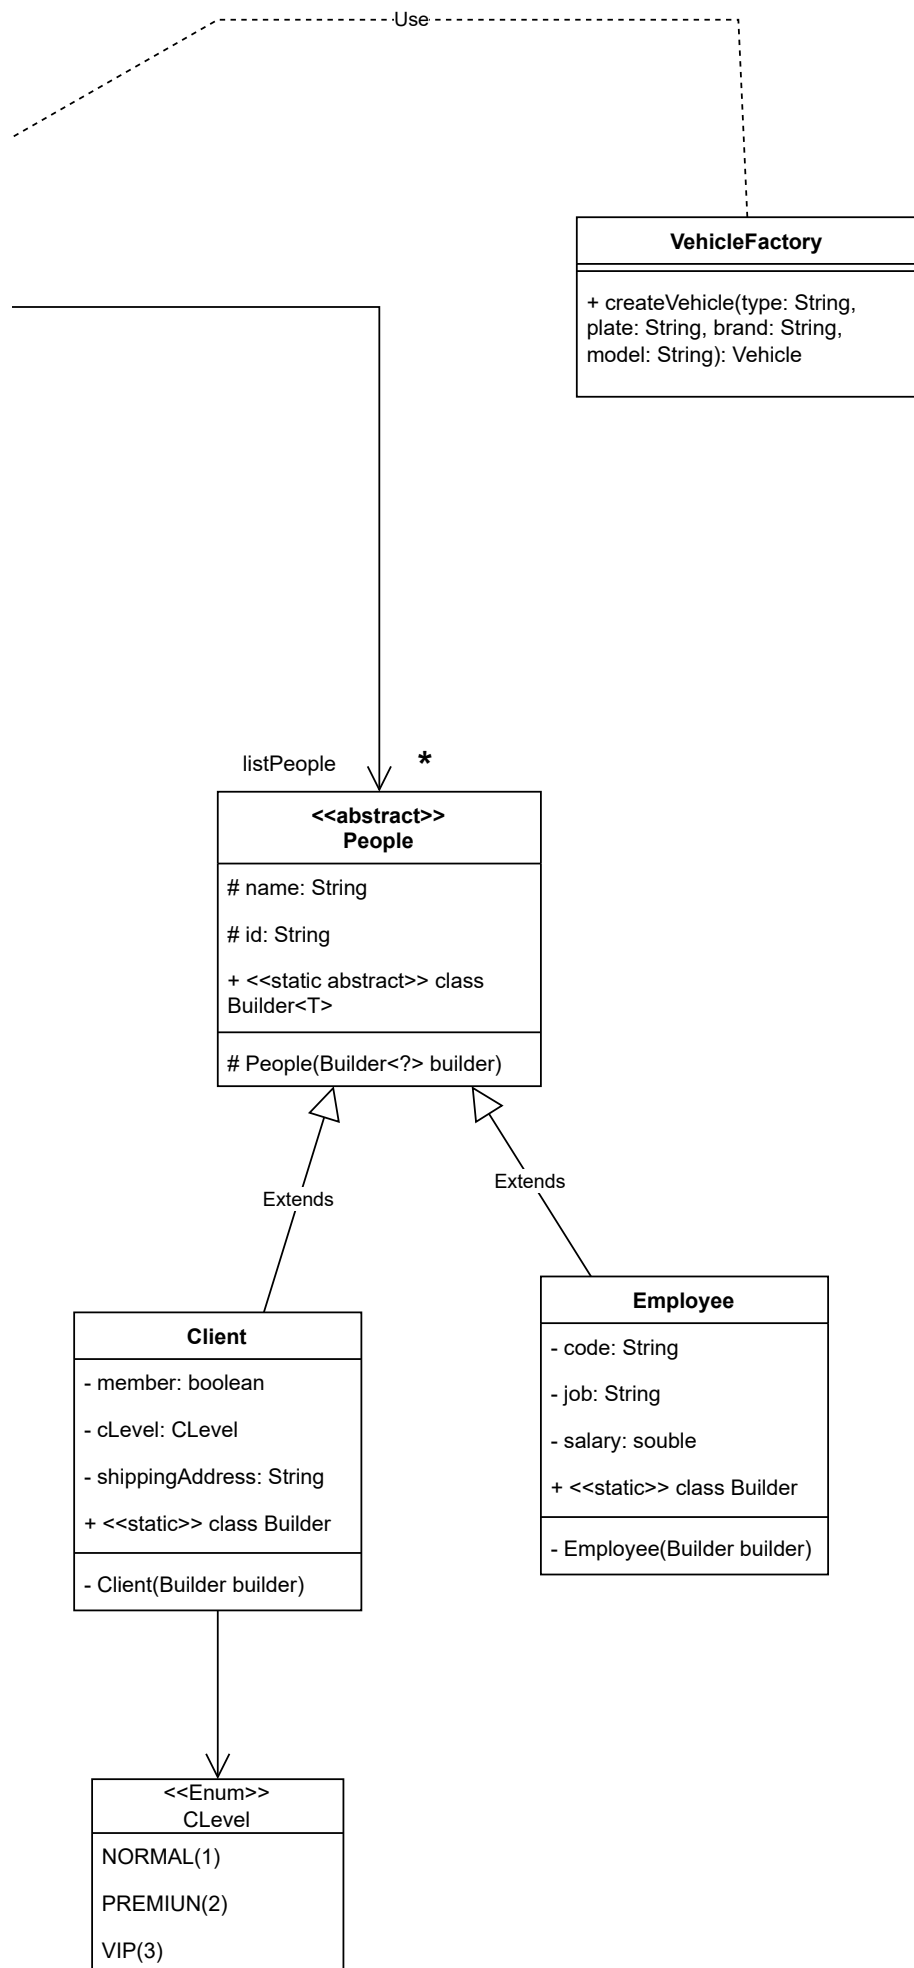 Use
VehicleFactory
+ createVehicle(type: String,
plate: String, brand: String,
model: String): Vehicle
listPeople
*
<<abstract>>
People
# name: String
# id: String
+ <<static abstract>> class
Builder<T>
# People(Builder<?> builder)
Extends
Extends
Client
- member: boolean
- cLevel: CLevel
- shippingAddress: String
+ <<static>> class Builder
- Client(Builder builder)
Employee
- code: String
- job: String
- salary: souble
+ <<static>> class Builder
- Employee(Builder builder)
<<Enum>>
CLevel
NORMAL(1)
PREMIUN(2)
VIP(3)